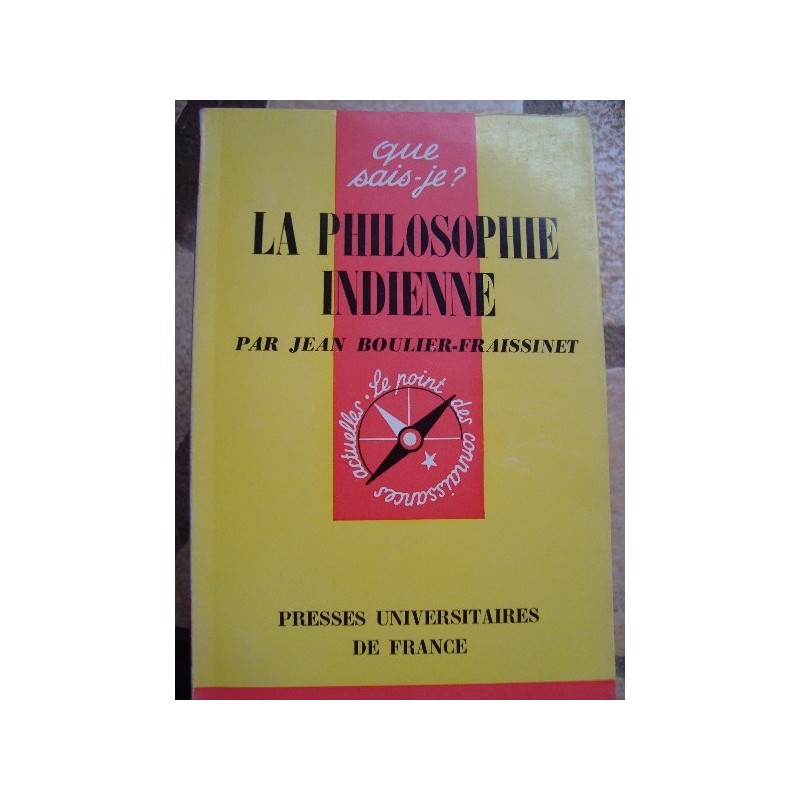 que
sais-je?
LA PHILOSOPHIE
INDIENNE
PAR JEAN BOULIER-FRAISSINET
Le point des connaissances actuelles.
PRESSES UNIVERSITAIRES
DE FRANCE